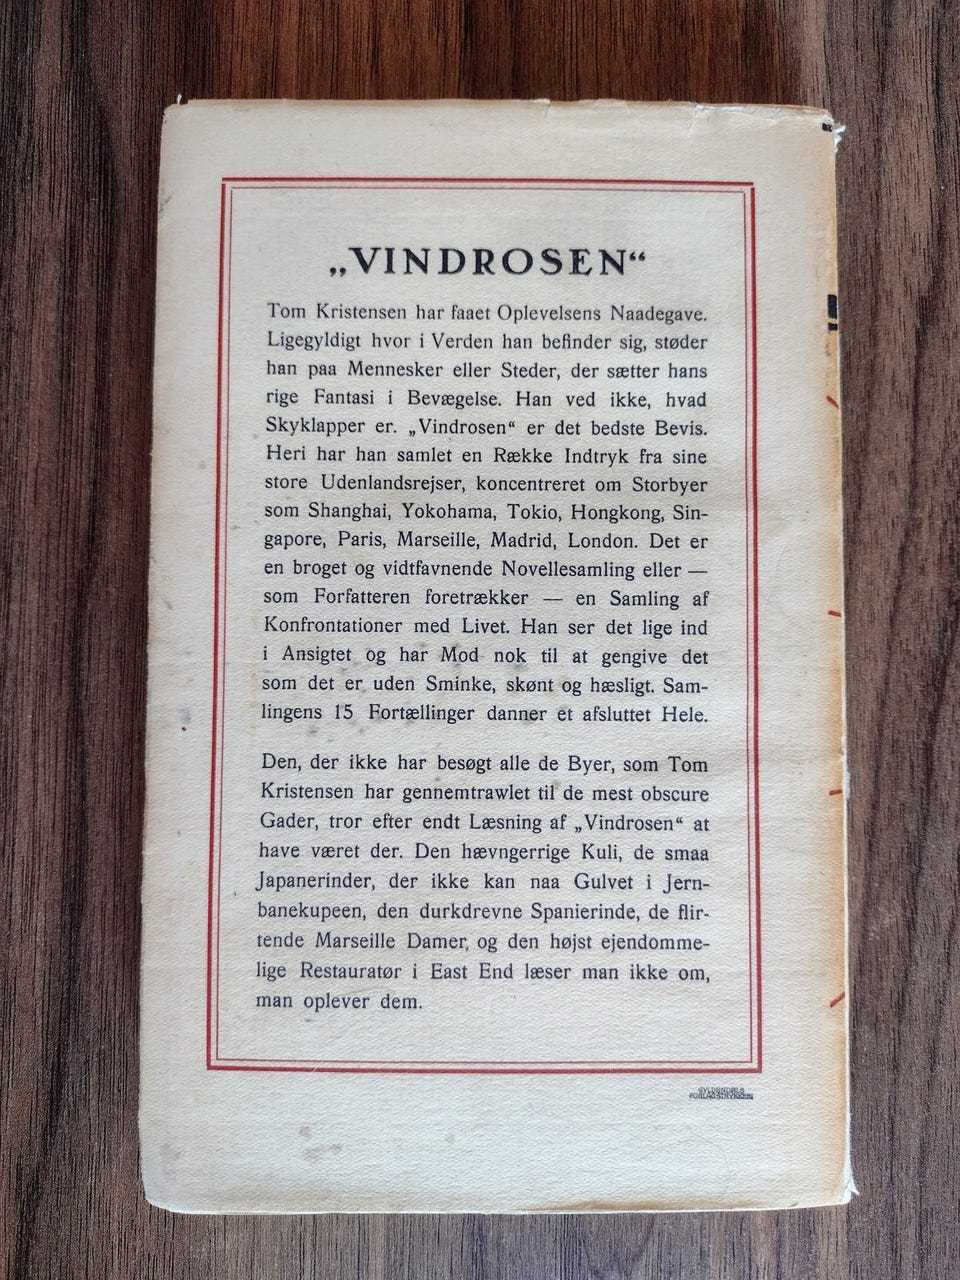 „VINDROSEN“
Tom Kristensen har faaet Oplevelsens Naadegave.
Ligegyldigt hvor i Verden han befinder sig, støder
han paa Mennesker eller Steder, der sætter hans
rige Fantasi i Bevægelse. Han ved ikke, hvad
Skyklapper er. „Vindrosen“ er det bedste Bevis.
Heri har han samlet en Række Indtryk fra sine
store Udenlandsrejser, koncentreret om Storbyer
som Shanghai, Yokohama, Tokio, Hongkong, Sin-
gapore, Paris, Marseille, Madrid, London. Det er
en broget og vidtfavnende Novellesamling eller —
som Forfatteren foretrækker — en Samling af
Konfrontationer med Livet. Han ser det lige ind
i Ansigtet og har Mod nok til at gengive det
som det er uden Sminke, skønt og hæsligt. Sam-
lingens 15 Fortællinger danner et afsluttet Hele.
Den, der ikke har besøgt alle de Byer, som Tom
Kristensen har gennemtrawlet til de mest obscure
Gader, tror efter endt Læsning af „Vindrosen“ at
have været der. Den hævngerrige Kuli, de smaa
Japanerinder, der ikke kan naa Gulvet i Jern-
banekupeen, den durkdrevne Spanierinde, de flir-
tende Marseille Damer, og den højst ejendomme-
lige Restauratør i East End læser man ikke om,
man oplever dem.
GYLDENDALS
FORLAGSTRYKKERI